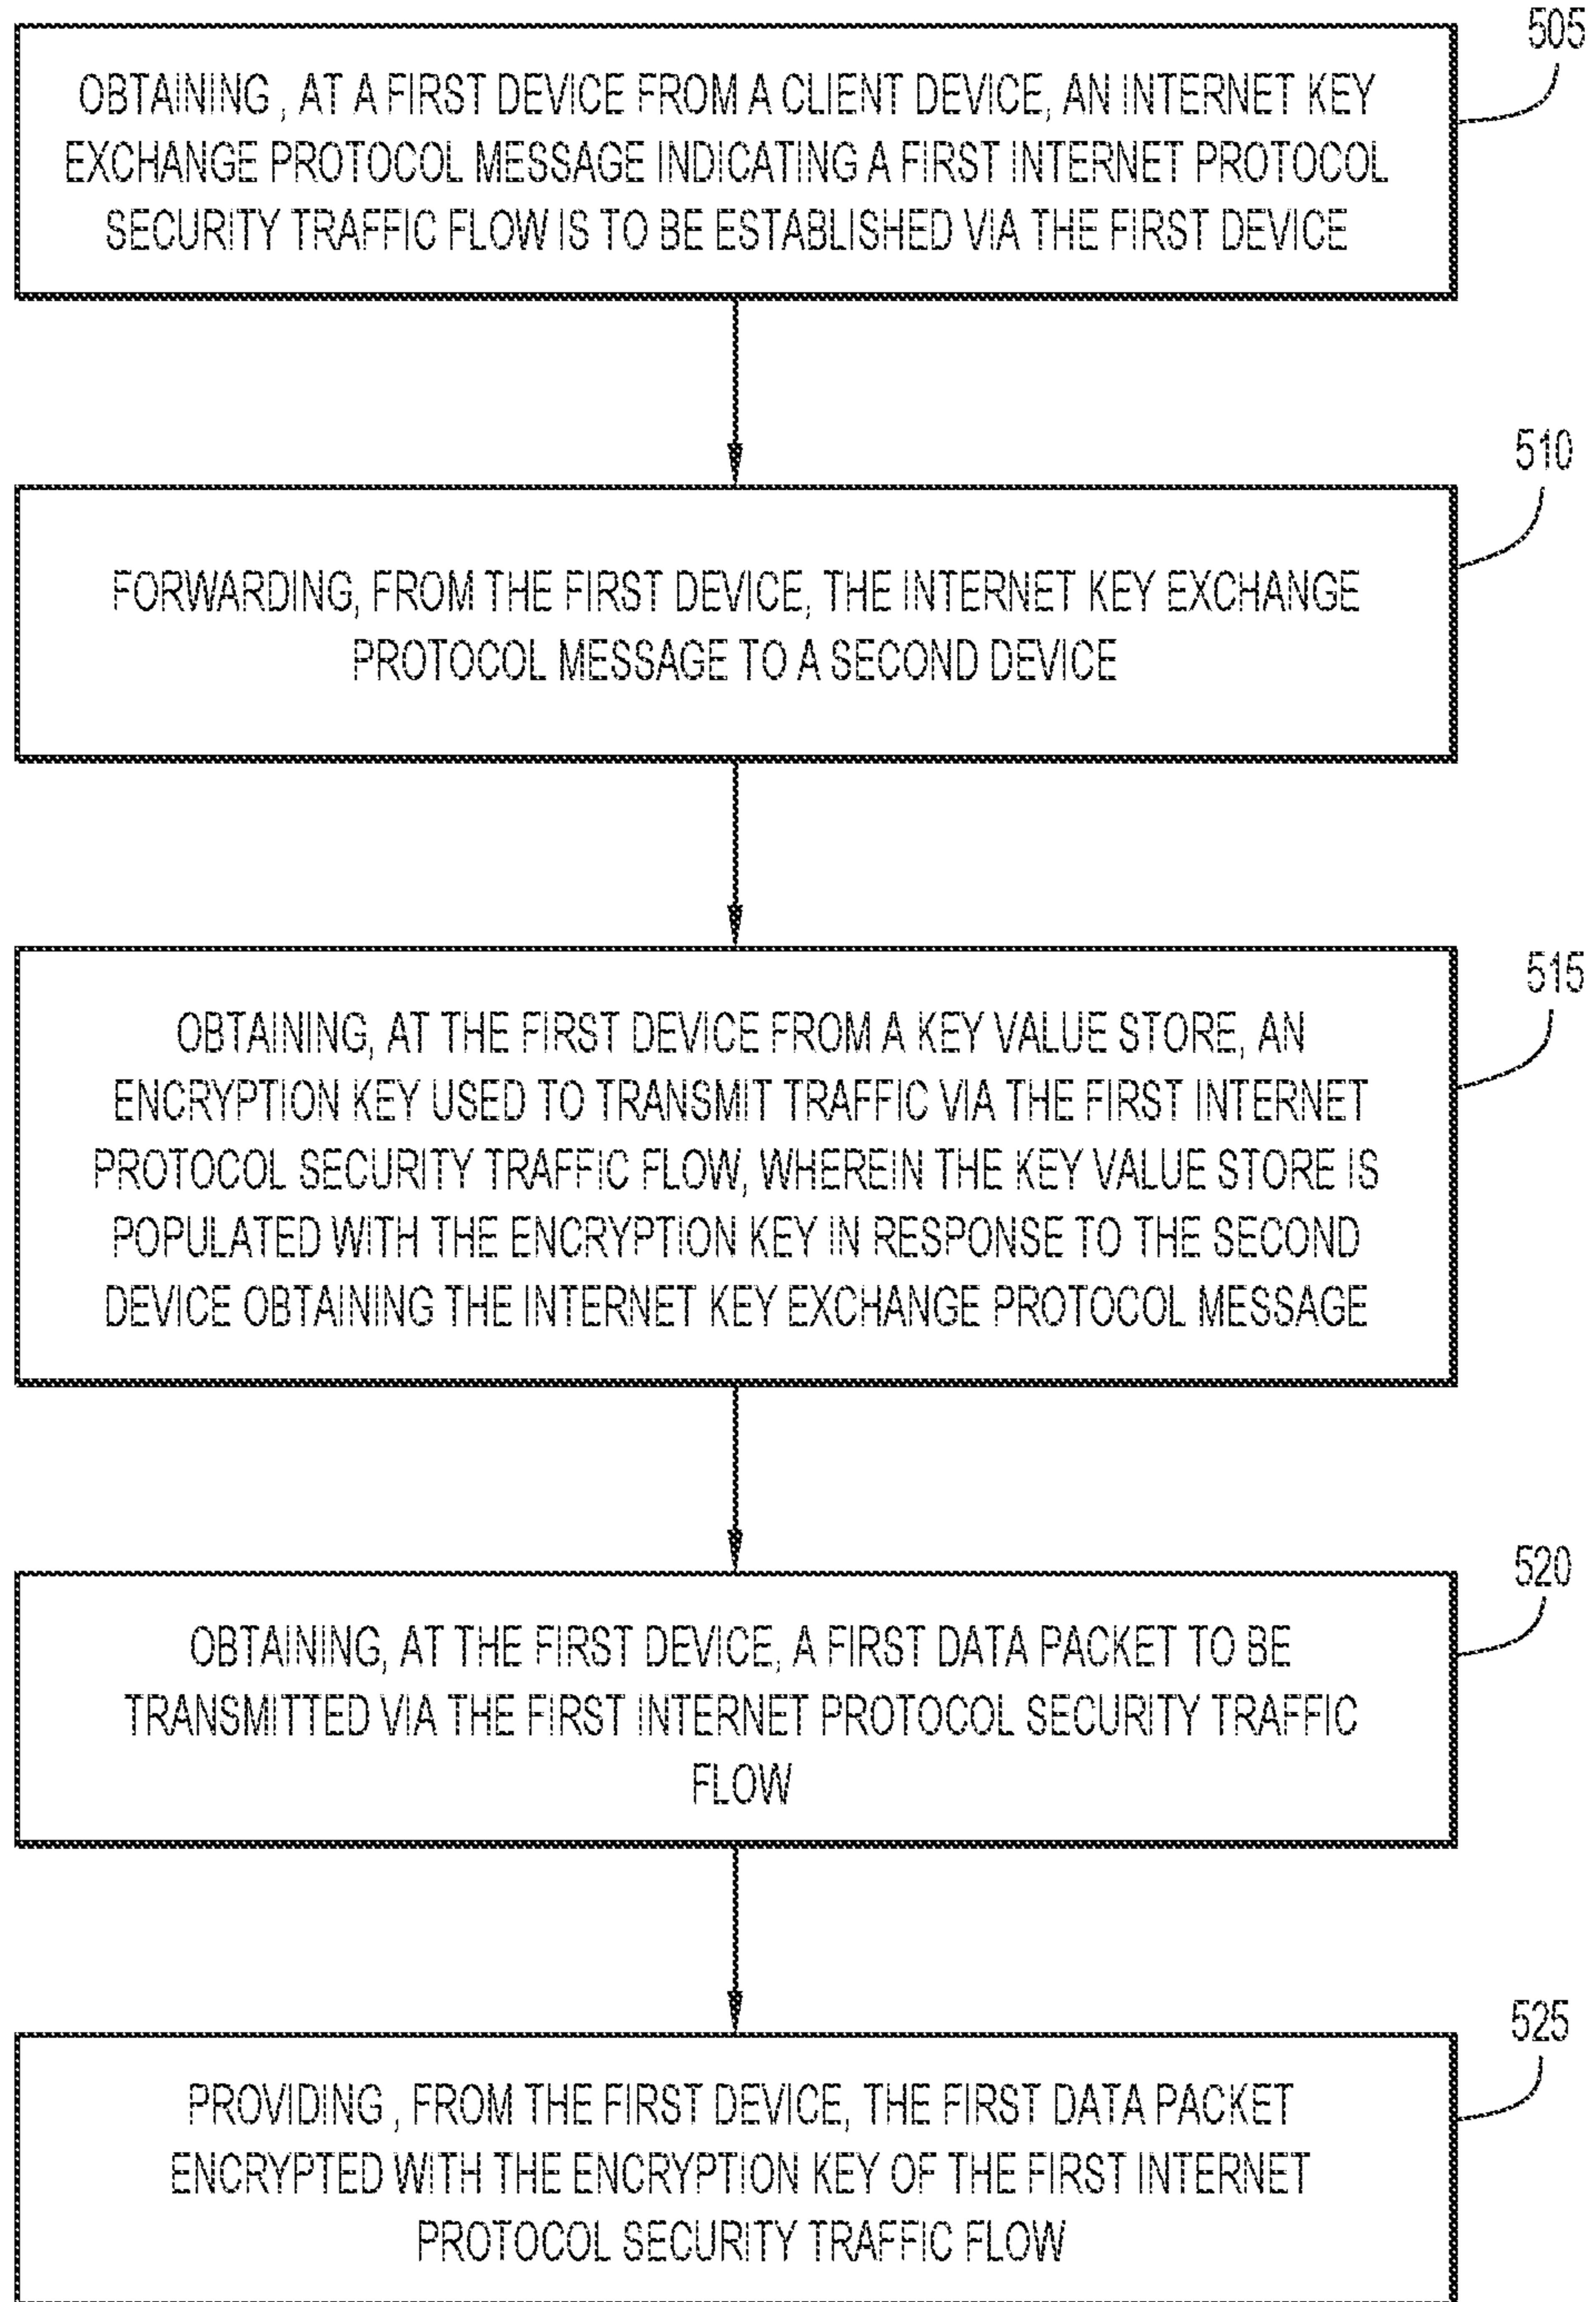 505
OBTAINING , AT A FIRST DEVICE FROM A CLIENT DEVICE, AN INTERNET KEY
EXCHANGE PROTOCOL MESSAGE INDICATING A FIRST INTERNET PROTOCOL
SECURITY TRAFFIC FLOW IS TO BE ESTABLISHED VIA THE FIRST DEVICE
510
FORWARDING, FROM THE FIRST DEVICE, THE INTERNET KEY EXCHANGE
PROTOCOL MESSAGE TO A SECOND DEVICE
515
OBTAINING, AT THE FIRST DEVICE FROM A KEY VALUE STORE, AN
ENCRYPTION KEY USED TO TRANSMIT TRAFFIC VIA THE FIRST INTERNET
PROTOCOL SECURITY TRAFFIC FLOW, WHEREIN THE KEY VALUE STORE IS
POPULATED WITH THE ENCRYPTION KEY IN RESPONSE TO THE SECOND
DEVICE OBTAINING THE INTERNET KEY EXCHANGE PROTOCOL MESSAGE
520
OBTAINING, AT THE FIRST DEVICE, A FIRST DATA PACKET TO BE
TRANSMITTED VIA THE FIRST INTERNET PROTOCOL SECURITY TRAFFIC
FLOW
525
PROVIDING , FROM THE FIRST DEVICE, THE FIRST DATA PACKET
ENCRYPTED WITH THE ENCRYPTION KEY OF THE FIRST INTERNET
PROTOCOL SECURITY TRAFFIC FLOW